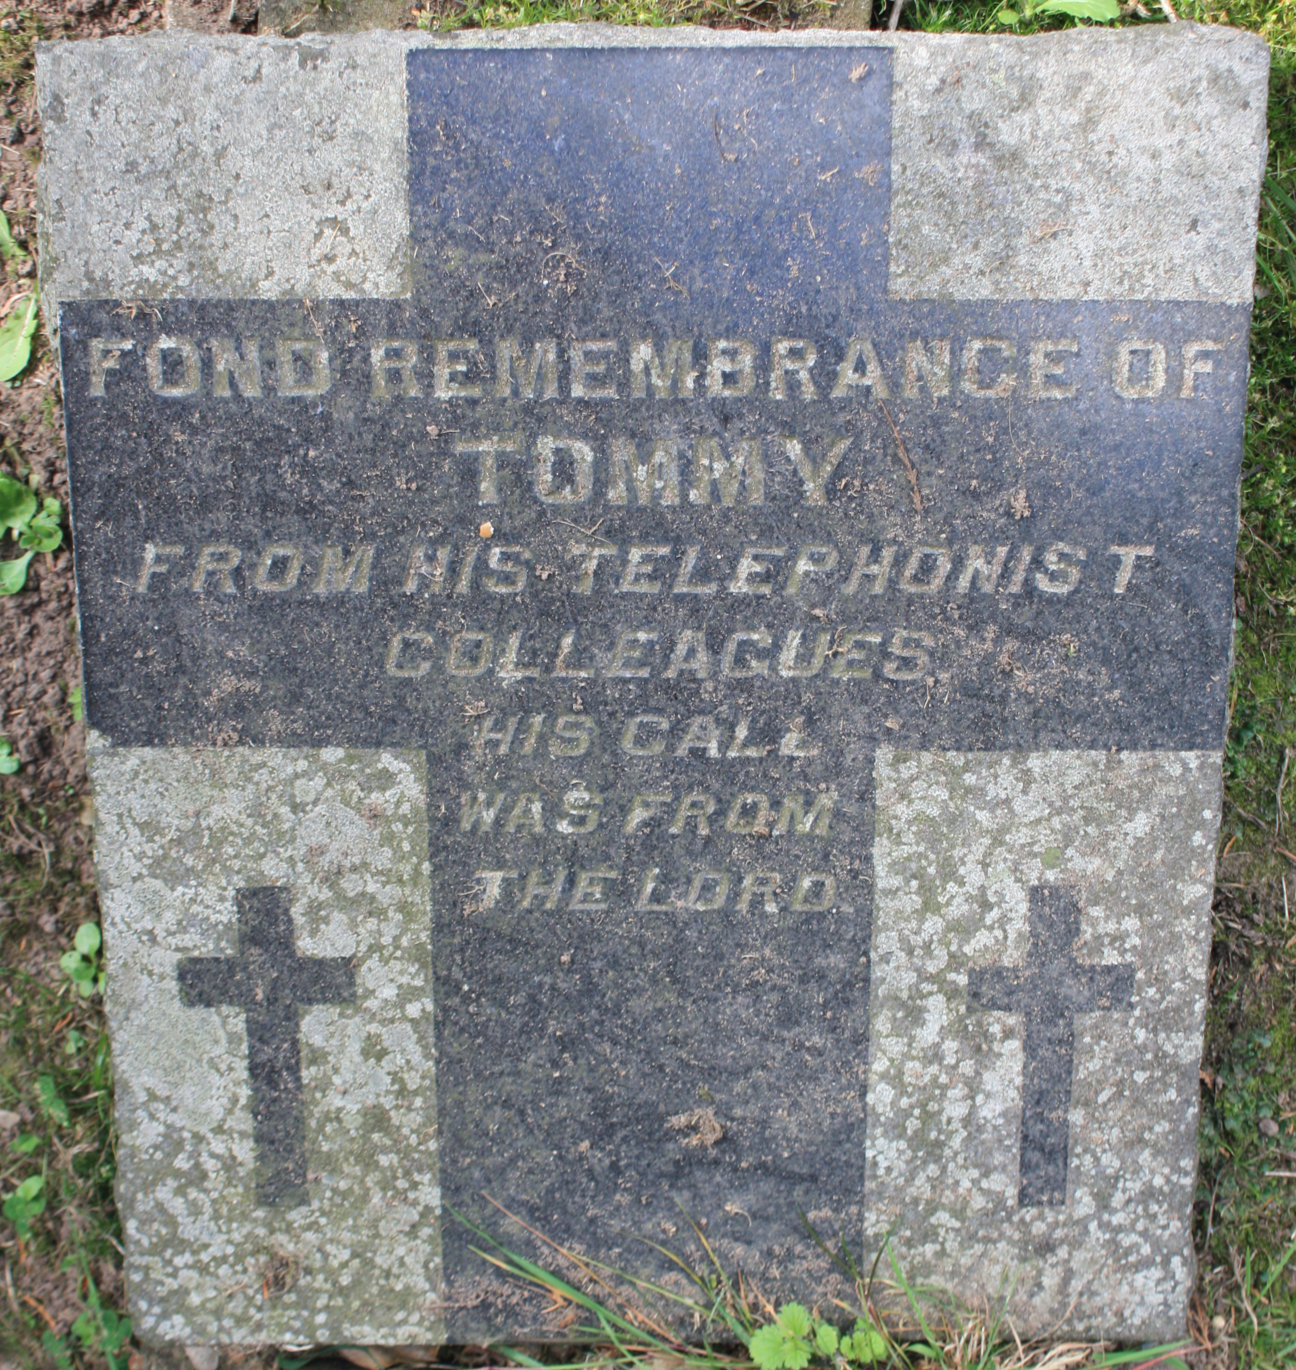 FOND REMEMBRANCE OF
TOMMY
FROM HIS TELEPHONIST
COLLEAGUES
HIS CALL
WAS FROM
THE LORD.